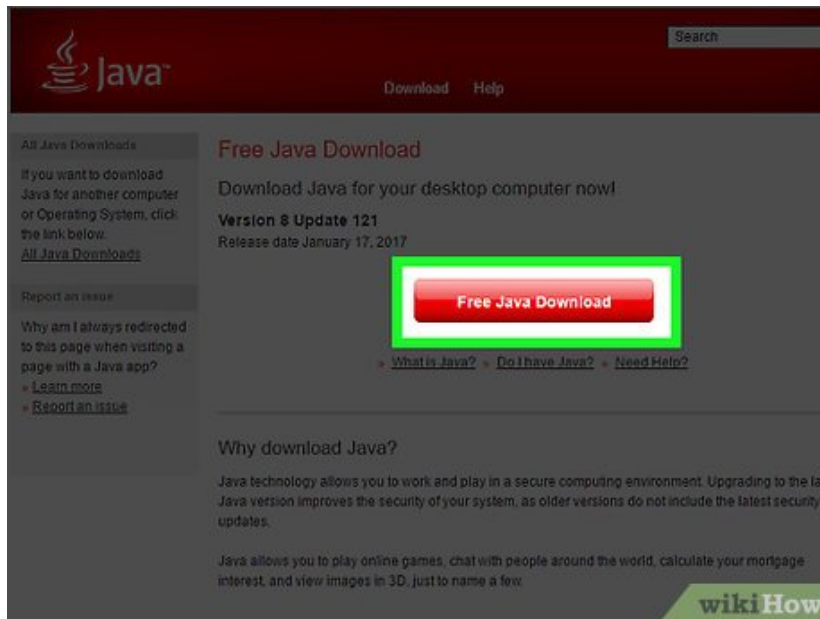 Search
Java™
Download Help
All Java Downloads
If you want to download
Java for another computer
or Operating System, click
the link below.
All Java Downloads
Report an issue
Why am I always redirected
to this page when visiting a
page with a Java app?
» Learn more
» Report an issue
Free Java Download
Download Java for your desktop computer now!
Version 8 Update 121
Release date January 17, 2017
Free Java Download
» What is Java? » Do I have Java? » Need Help?
Why download Java?
Java technology allows you to work and play in a secure computing environment. Upgrading to the
Java version improves the security of your system, as older versions do not include the latest security
updates.
Java allows you to play online games, chat with people around the world, calculate your mortgage
interest, and view images in 3D, just to name a few.
wikiHow